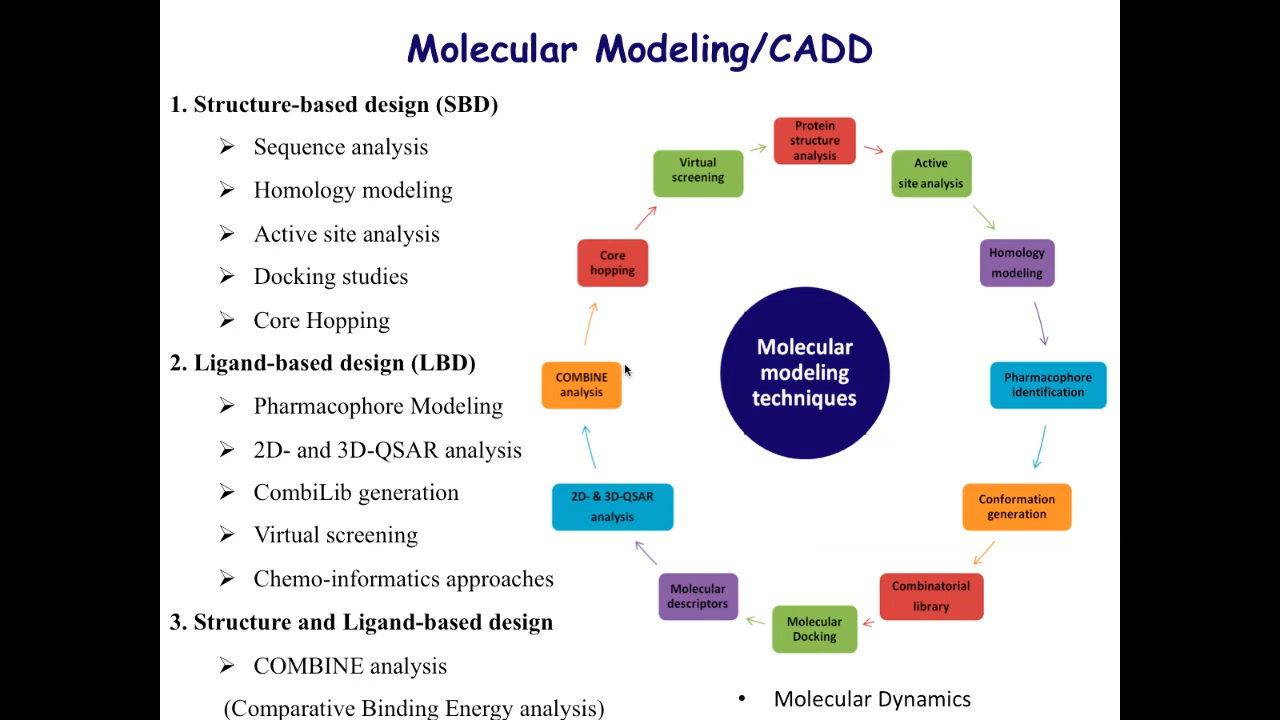 Molecular Modeling/CADD
1. Structure-based design (SBD)
➢ Sequence analysis
➢ Homology modeling
➢ Active site analysis
➢ Docking studies
➢ Core Hopping
2. Ligand-based design (LBD)
➢ Pharmacophore Modeling
➢ 2D- and 3D-QSAR analysis
➢ CombiLib generation
➢ Virtual screening
➢ Chemo-informatics approaches
3. Structure and Ligand-based design
➢ COMBINE analysis
(Comparative Binding Energy analysis)
Protein
structure
analysis
Active
site analysis
Homology
modeling
Pharmacophore
identification
Conformation
generation
Combinatorial
library
Molecular
Docking
Molecular
descriptors
2D- & 3D-QSAR
analysis
COMBINE
analysis
Core
hopping
Virtual
screening
Molecular
modeling
techniques
• Molecular Dynamics